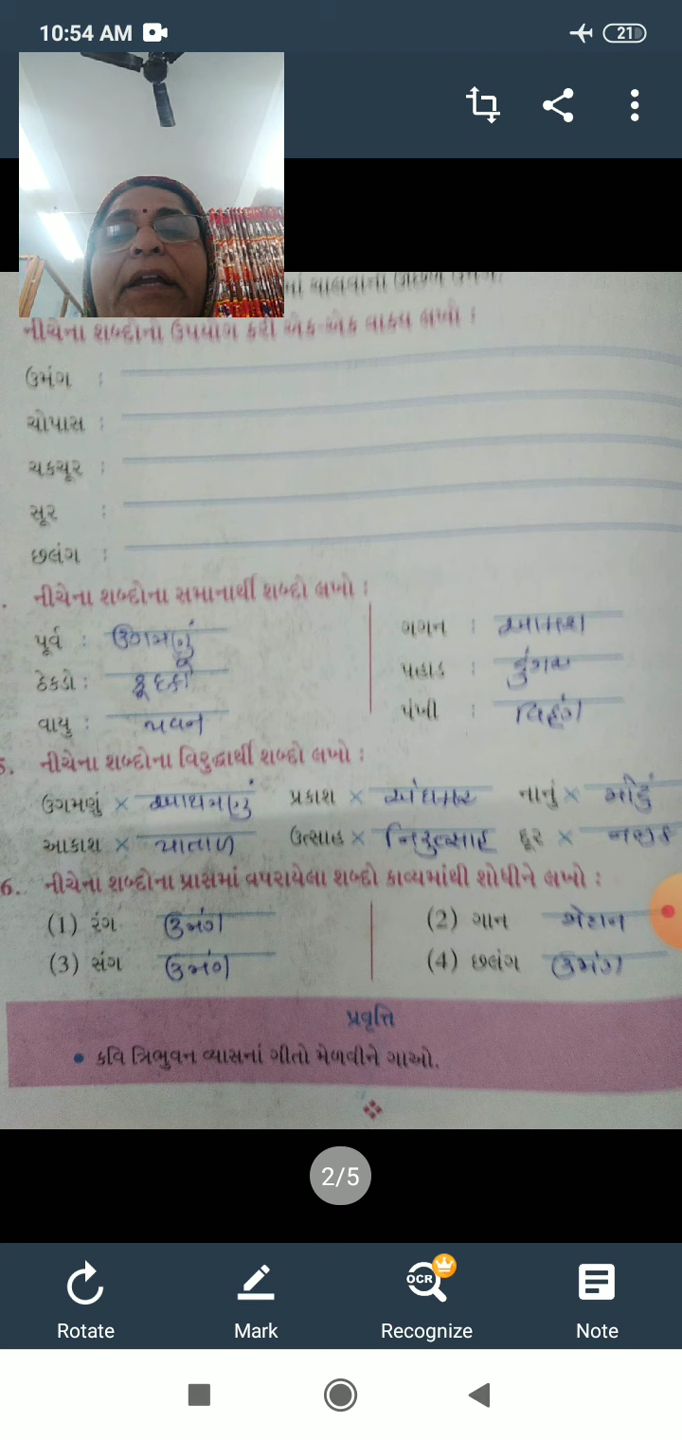 10:54 AM
21
નીચેના શબ્દોનો ઉપયોગ કરી એક-એક વાક્ય લખો :
ઉમંગ :
ચોપાસ :
ચકચૂર :
સૂર :
છલંગ :
નીચેના શબ્દોના સમાનાર્થી શબ્દો લખો :
પૂર્વ : ઉગમણું ગગન : આકાશ
ઠેકડો : કૂદકો પહાડ : ડુંગર
વાયુ : પવન પંખી : વિહંગ
5. નીચેના શબ્દોના વિરુદ્ધાર્થી શબ્દો લખો :
ઉગમણું × આથમણું પ્રકાશ × અંધકાર નાનું × મોટું
આકાશ × પાતાળ ઉત્સાહ × નિરુત્સાહ દૂર × નજીક
6. નીચેના શબ્દોના પ્રાસમાં વપરાયેલા શબ્દો કાવ્યમાંથી શોધીને લખો :
(1) રંગ ઉમંગ (2) ગાન મેદાન
(3) સંગ ઉમંગ (4) છલંગ ઉમંગ
પ્રવૃત્તિ
• કવિ ત્રિભુવન વ્યાસનાં ગીતો મેળવીને ગાઓ.
2/5
OCR
Rotate Mark Recognize Note